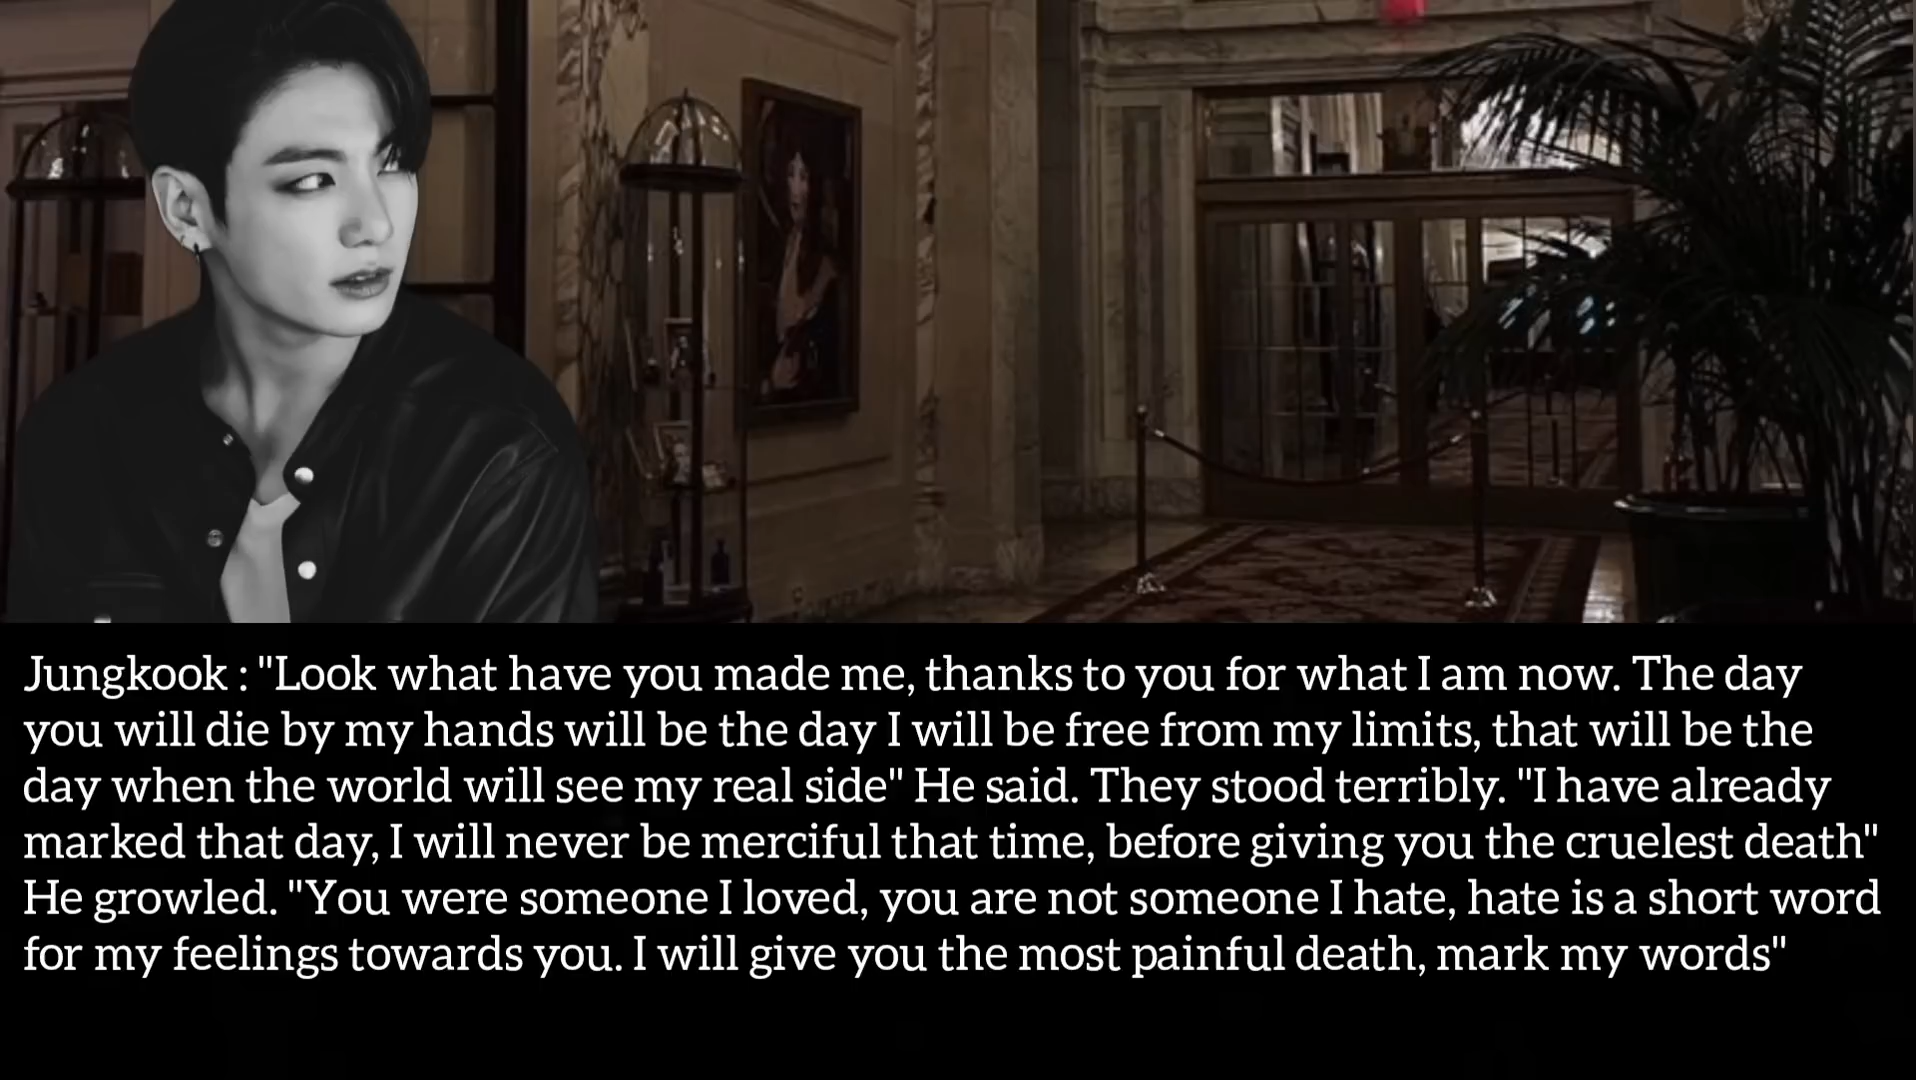 Jungkook : "Look what have you made me, thanks to you for what I am now. The day
you will die by my hands will be the day I will be free from my limits, that will be the
day when the world will see my real side" He said. They stood terribly. "I have already
marked that day, I will never be merciful that time, before giving you the cruelest death"
He growled. "You were someone I loved, you are not someone I hate, hate is a short word
for my feelings towards you. I will give you the most painful death, mark my words"